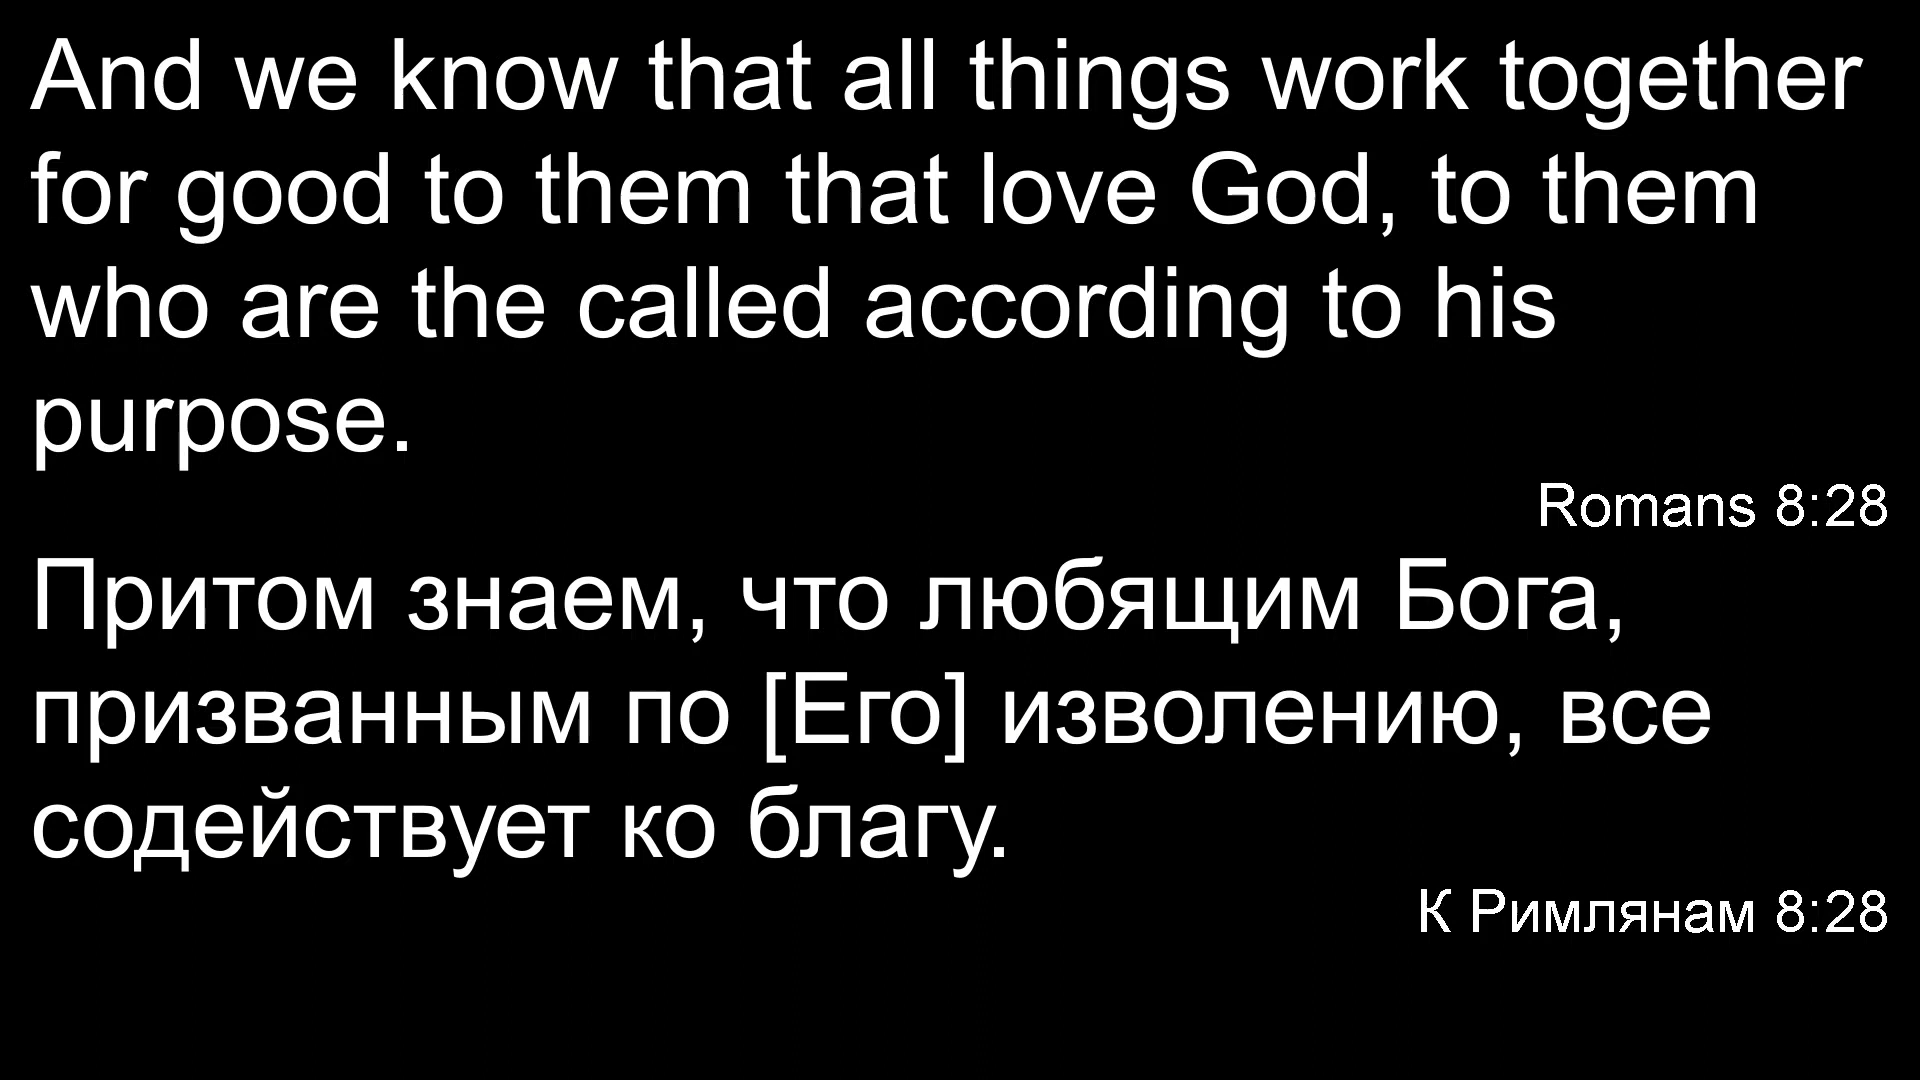 And we know that all things work together
for good to them that love God, to them
who are the called according to his
purpose.
Romans 8:28
Притом знаем, что любящим Бога,
призванным по [Его] изволению, все
содействует ко благу.
К Римлянам 8:28